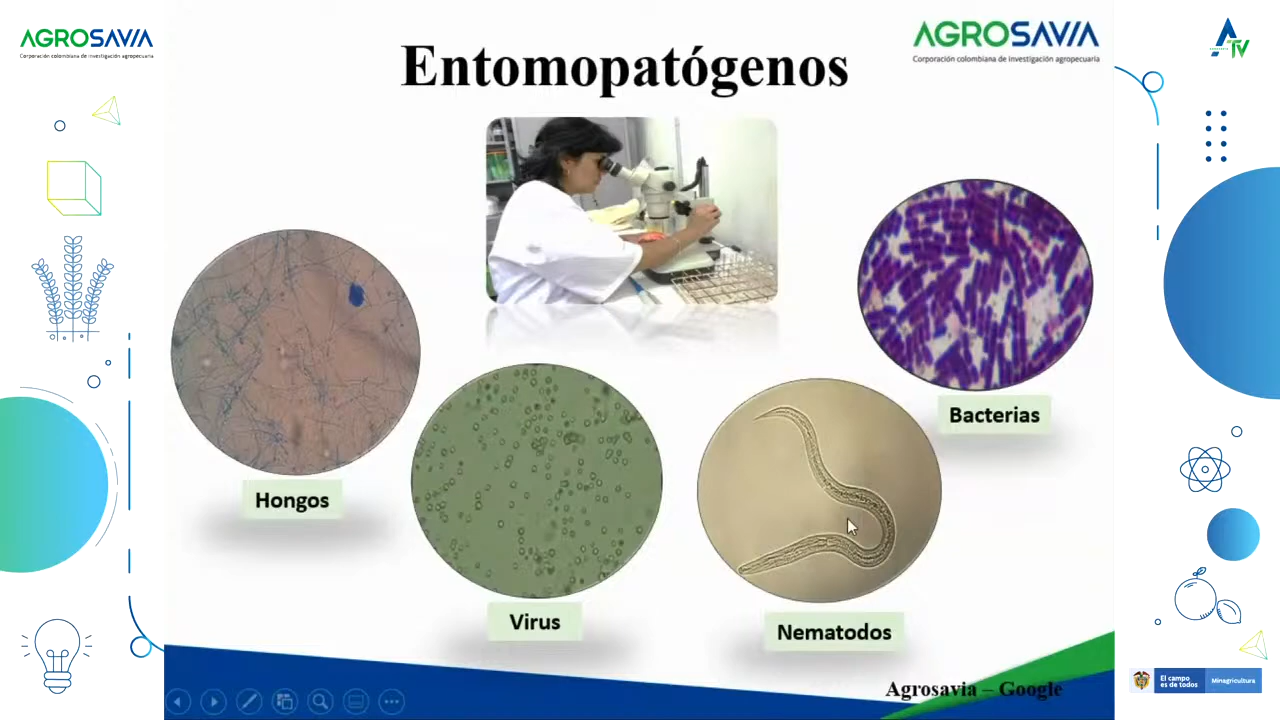 AGROSAVIA
Corporación colombiana de investigación agropecuaria
Entomopatógenos
AGROSAVIA
Corporación colombiana de investigación agropecuaria
TV
Bacterias
Hongos
Virus
Nematodos
Agrosavia – Google
El campo
es de todos
Minagricultura